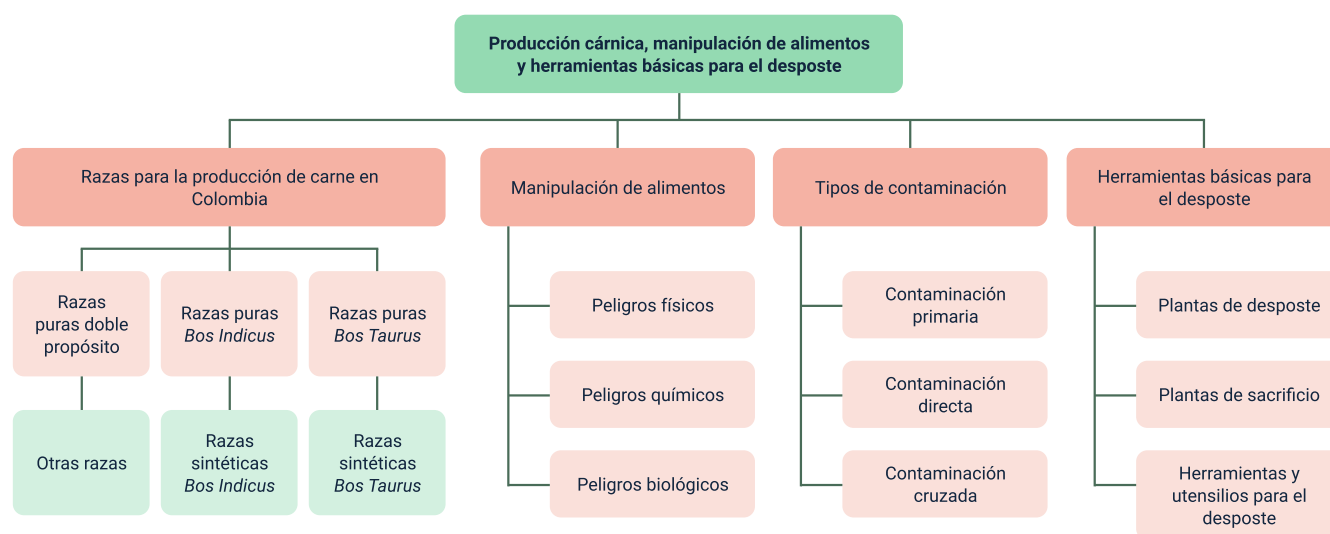 Producción cárnica, manipulación de alimentos
y herramientas básicas para el desposte
Razas para la producción de carne en
Colombia
Razas
puras doble
propósito
Otras razas
Razas puras
Bos Indicus
Razas
sintéticas
Bos Indicus
Razas puras
Bos Taurus
Razas
sintéticas
Bos Taurus
Manipulación de alimentos
Peligros físicos
Peligros químicos
Peligros biológicos
Tipos de contaminación
Contaminación
primaria
Contaminación
directa
Contaminación
cruzada
Herramientas básicas para
el desposte
Plantas de desposte
Plantas de sacrificio
Herramientas y
utensilios para el
desposte